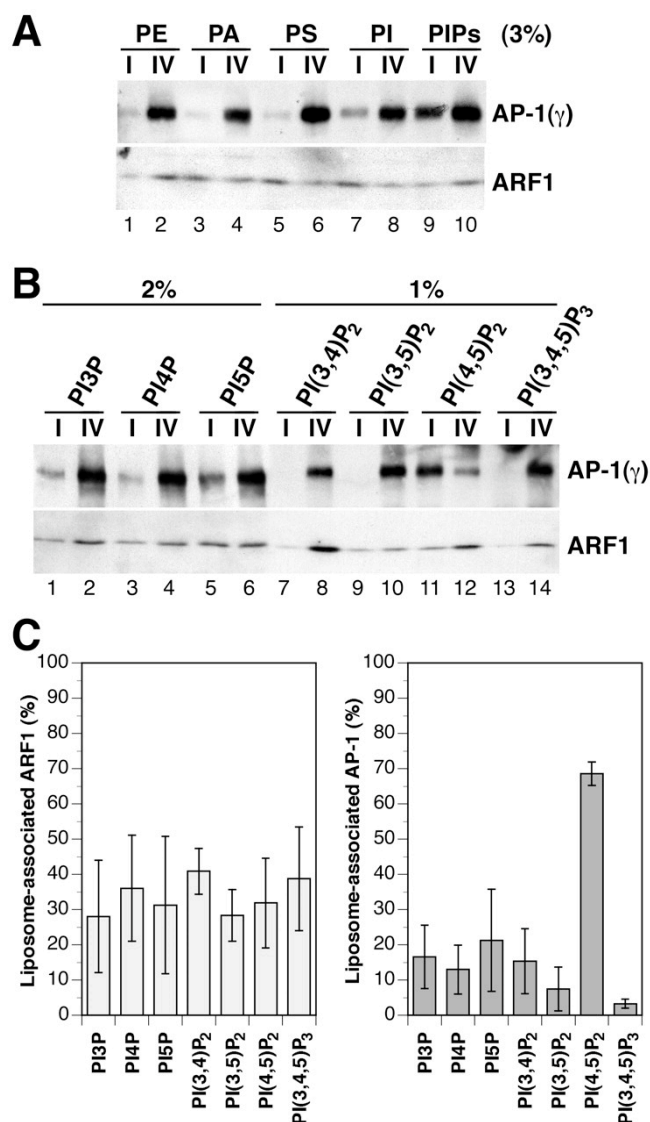 A
PE PA PS PI PIPs (3%)
I IV I IV I IV I IV I IV
AP-1(γ)
ARF1
1 2 3 4 5 6 7 8 9 10
B
2% 1%
PI3P PI4P PI5P PI(3,4)P2 PI(3,5)P2 PI(4,5)P2 PI(3,4,5)P3
I IV I IV I IV I IV I IV I IV I IV
AP-1(γ)
ARF1
1 2 3 4 5 6 7 8 9 10 11 12 13 14
C
Liposome-associated ARF1 (%)
100
90
80
70
60
50
40
30
20
10
0
PI3P PI4P PI5P PI(3,4)P2 PI(3,5)P2 PI(4,5)P2 PI(3,4,5)P3
Liposome-associated AP-1 (%)
100
90
80
70
60
50
40
30
20
10
0
PI3P PI4P PI5P PI(3,4)P2 PI(3,5)P2 PI(4,5)P2 PI(3,4,5)P3